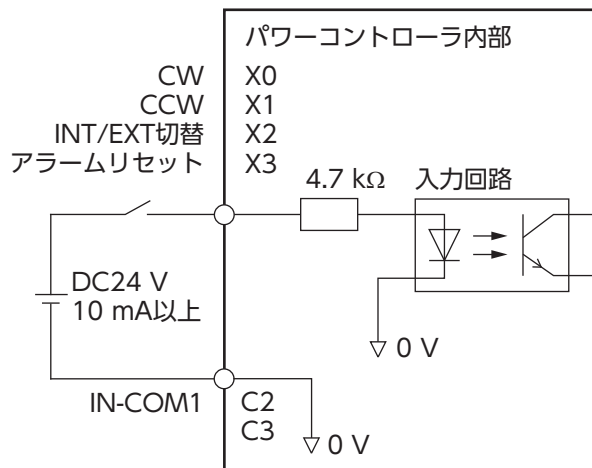 パワーコントローラ内部
CW X0
CCW X1
INT/EXT切替 X2
アラームリセット X3
4.7 kΩ 入力回路
DC24 V
10 mA以上
0 V
IN-COM1 C2
C3
0 V